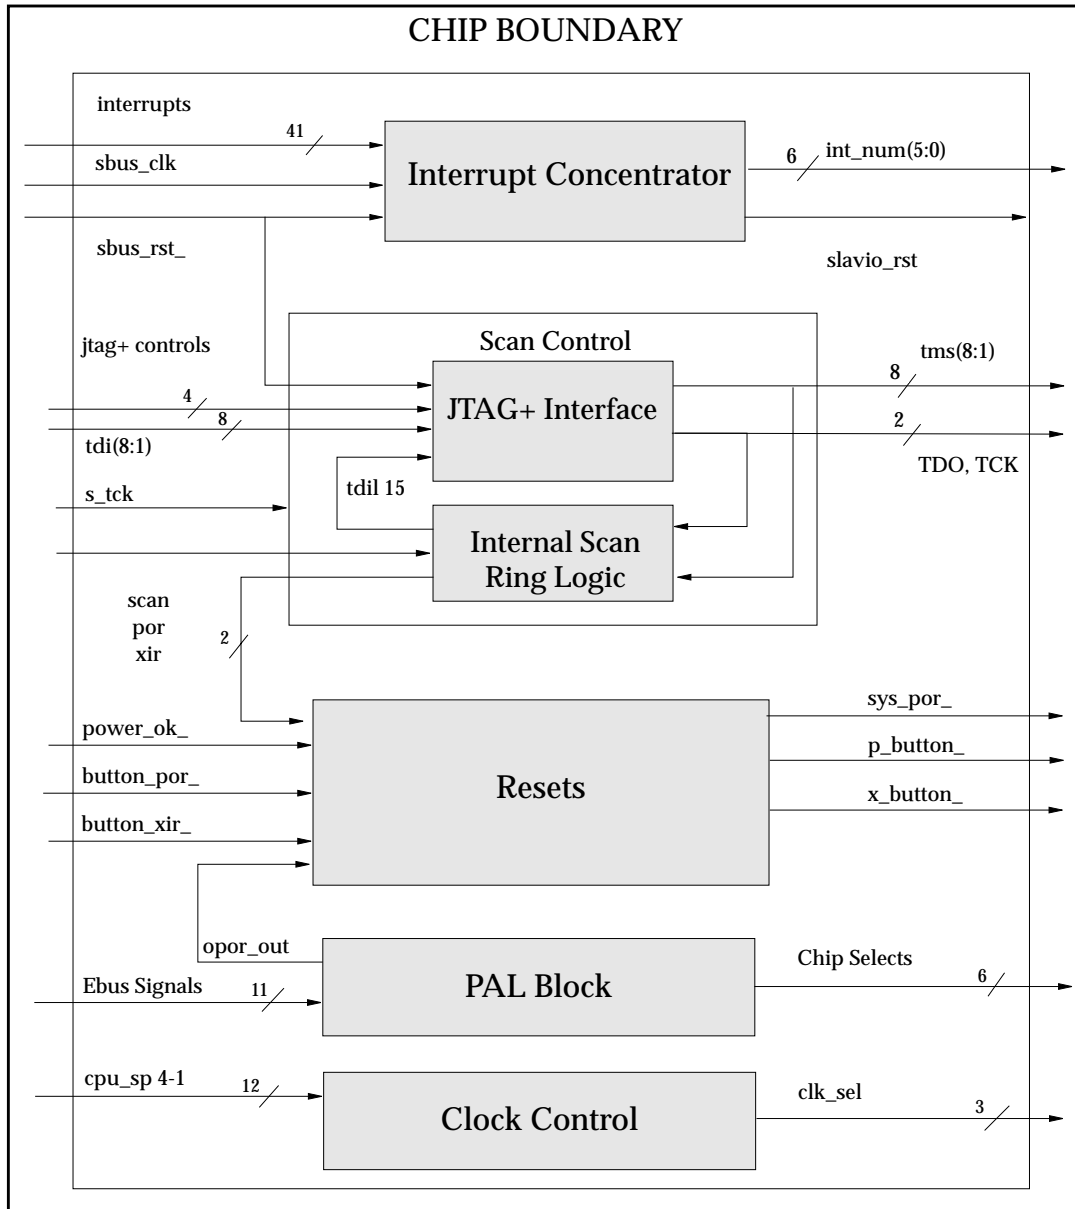 CHIP BOUNDARY
interrupts
41
sbus_clk
Interrupt Concentrator
6
int_num(5:0)
sbus_rst_
slavio_rst
Scan Control
jtag+ controls
tms(8:1)
4
8
JTAG+ Interface
8
2
tdi(8:1)
TDO, TCK
tdil 15
s_tck
Internal Scan
Ring Logic
scan
por
xir
2
sys_por_
power_ok_
p_button_
button_por_
Resets
x_button_
button_xir_
opor_out
Chip Selects
Ebus Signals
11
PAL Block
6
cpu_sp 4-1
12
clk_sel
3
Clock Control